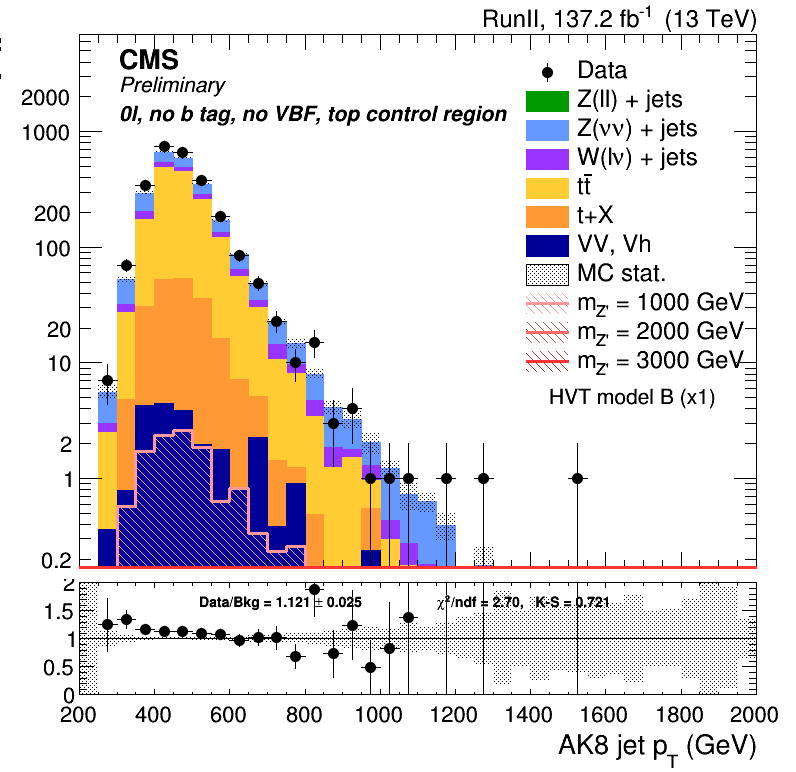 RunII, 137.2 fb⁻¹ (13 TeV)
CMS
Preliminary
0l, no b tag, no VBF, top control region
Data
Z(ll) + jets
Z(νν) + jets
W(lν) + jets
tt̄
t+X
VV, Vh
MC stat.
m_Z' = 1000 GeV
m_Z' = 2000 GeV
m_Z' = 3000 GeV
HVT model B (x1)
2000
1000
200
100
20
10
2
1
0.2
Data/Bkg = 1.121 ± 0.025
χ²/ndf = 2.70, K-S = 0.721
2
1.5
1
0.5
0
200 400 600 800 1000 1200 1400 1600 1800 2000
AK8 jet p_T (GeV)